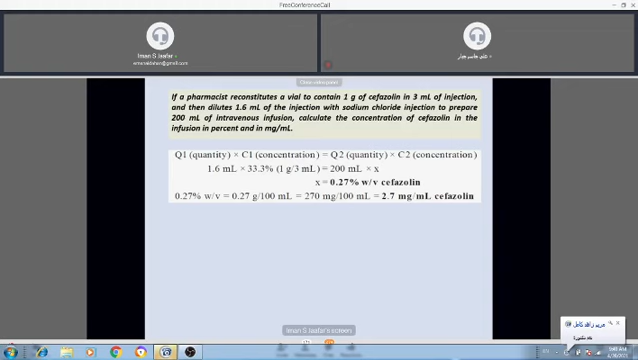 FreeConferenceCall
Iman S Jaafar
علي جاسم جبار
If a pharmacist reconstitutes a vial to contain 1 g of cefazolin in 3 mL of injection,
and then dilutes 1.6 mL of the injection with sodium chloride injection to prepare
200 mL of intravenous infusion, calculate the concentration of cefazolin in the
infusion in percent and in mg/mL.
Q1 (quantity) × C1 (concentration) = Q2 (quantity) × C2 (concentration)
1.6 mL × 33.3% (1 g/3 mL) = 200 mL × x
x = 0.27% w/v cefazolin
0.27% w/v = 0.27 g/100 mL = 270 mg/100 mL = 2.7 mg/mL cefazolin
Iman S Jaafar's screen
EN